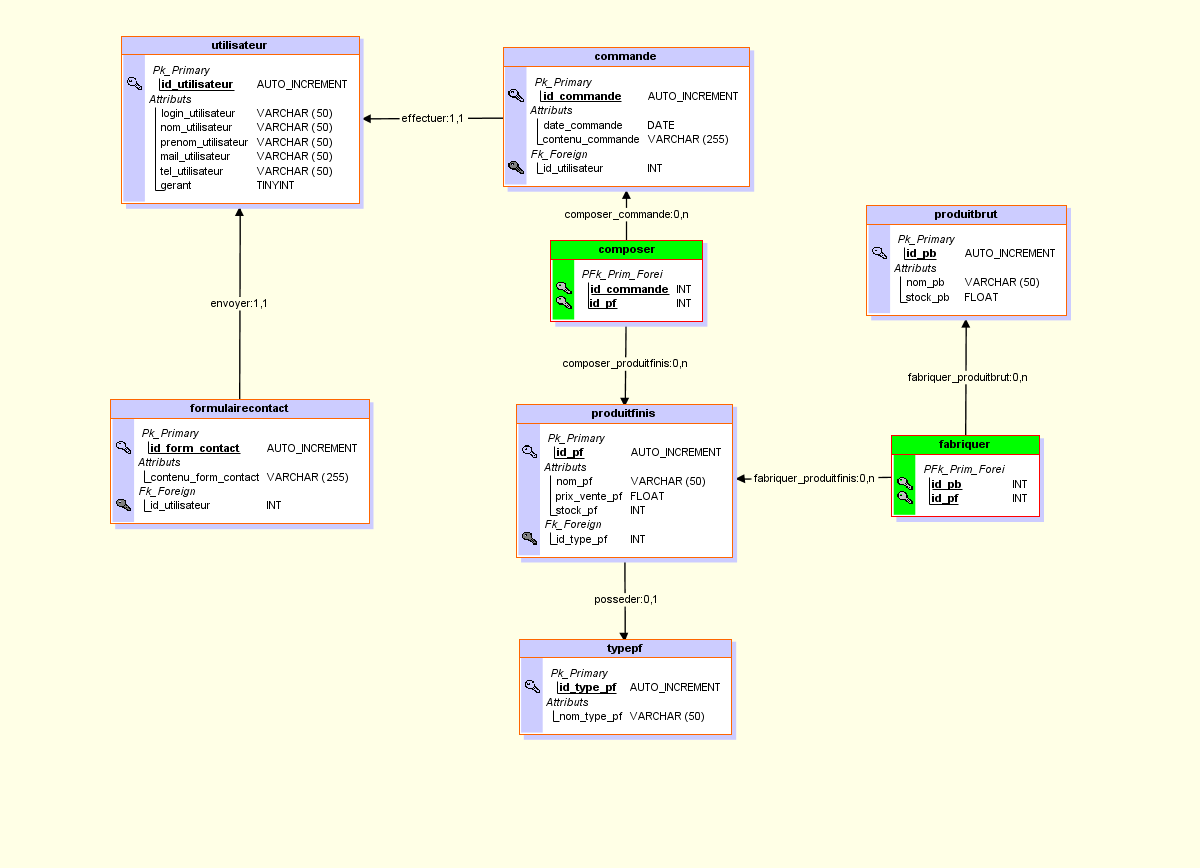 utilisateur
Pk_Primary
id_utilisateur AUTO_INCREMENT
Attributs
login_utilisateur VARCHAR (50)
nom_utilisateur VARCHAR (50)
prenom_utilisateur VARCHAR (50)
mail_utilisateur VARCHAR (50)
tel_utilisateur VARCHAR (50)
gerant TINYINT
effectuer:1,1
commande
Pk_Primary
id_commande AUTO_INCREMENT
Attributs
date_commande DATE
contenu_commande VARCHAR (255)
Fk_Foreign
id_utilisateur INT
composer_commande:0,n
composer
PFk_Prim_Forei
id_commande INT
id_pf INT
produitbrut
Pk_Primary
id_pb AUTO_INCREMENT
Attributs
nom_pb VARCHAR (50)
stock_pb FLOAT
envoyer:1,1
composer_produitfinis:0,n
fabriquer_produitbrut:0,n
formulairecontact
Pk_Primary
id_form_contact AUTO_INCREMENT
Attributs
contenu_form_contact VARCHAR (255)
Fk_Foreign
id_utilisateur INT
produitfinis
Pk_Primary
id_pf AUTO_INCREMENT
Attributs
nom_pf VARCHAR (50)
prix_vente_pf FLOAT
stock_pf INT
Fk_Foreign
id_type_pf INT
fabriquer_produitfinis:0,n
fabriquer
PFk_Prim_Forei
id_pb INT
id_pf INT
posseder:0,1
typepf
Pk_Primary
id_type_pf AUTO_INCREMENT
Attributs
nom_type_pf VARCHAR (50)